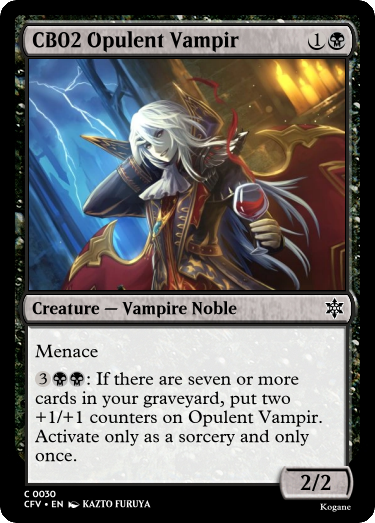 CB02 Opulent Vampir 1
Creature — Vampire Noble
Menace
3: If there are seven or more
cards in your graveyard, put two
+1/+1 counters on Opulent Vampir.
Activate only as a sorcery and only
once.
2/2
C 0030
CFV • EN KAZTO FURUYA
Kogane